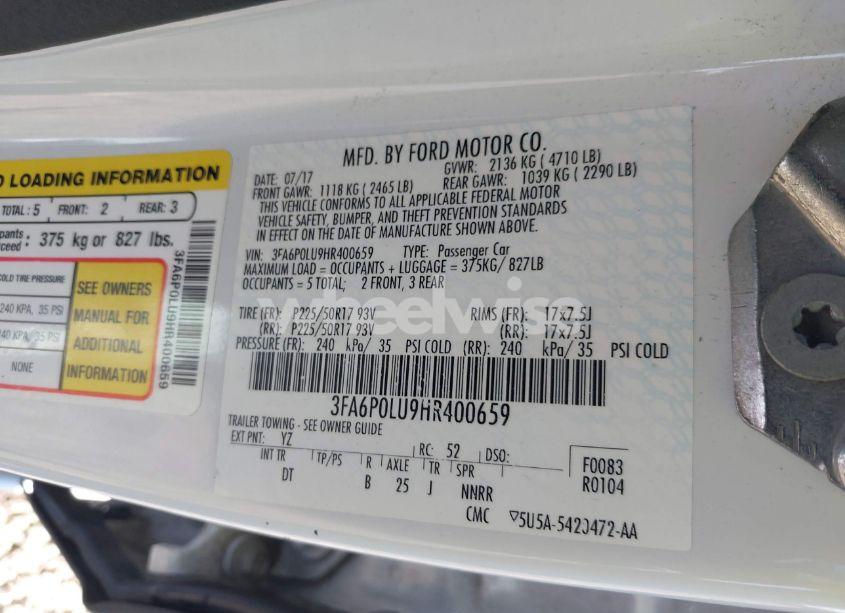 D LOADING INFORMATION
TOTAL: 5 FRONT: 2 REAR: 3
pants
ceed: 375 kg or 827 lbs.
COLD TIRE PRESSURE
240 KPA, 35 PSI
240 KPA, 35 PSI
NONE
SEE OWNERS
MANUAL FOR
ADDITIONAL
INFORMATION
3FA6P0LU9HR400659
MFD. BY FORD MOTOR CO.
DATE: 07/17 GVWR: 2136 KG ( 4710 LB)
FRONT GAWR: 1118 KG ( 2465 LB) REAR GAWR: 1039 KG ( 2290 LB)
THIS VEHICLE CONFORMS TO ALL APPLICABLE FEDERAL MOTOR
VEHICLE SAFETY, BUMPER, AND THEFT PREVENTION STANDARDS
IN EFFECT ON THE DATE OF MANUFACTURE SHOWN ABOVE.
VIN: 3FA6P0LU9HR400659 TYPE: Passenger Car
MAXIMUM LOAD = OCCUPANTS + LUGGAGE = 375KG/ 827LB
OCCUPANTS = 5 TOTAL; 2 FRONT, 3 REAR
wheelwise
TIRE (FR): P225/50R17 93V RIMS (FR): 17x7.5J
(RR): P225/50R17 93V (RR): 17x7.5J
PRESSURE (FR): 240 kPa/ 35 PSI COLD (RR): 240 kPa/ 35 PSI COLD
3FA6P0LU9HR400659
TRAILER TOWING - SEE OWNER GUIDE
EXT PNT: YZ RC: 52 DSO:
INT TR TP/PS R AXLE TR SPR
DT B 25 J NNRR
F0083
R0104
CMC ▽5U5A-5420472-AA